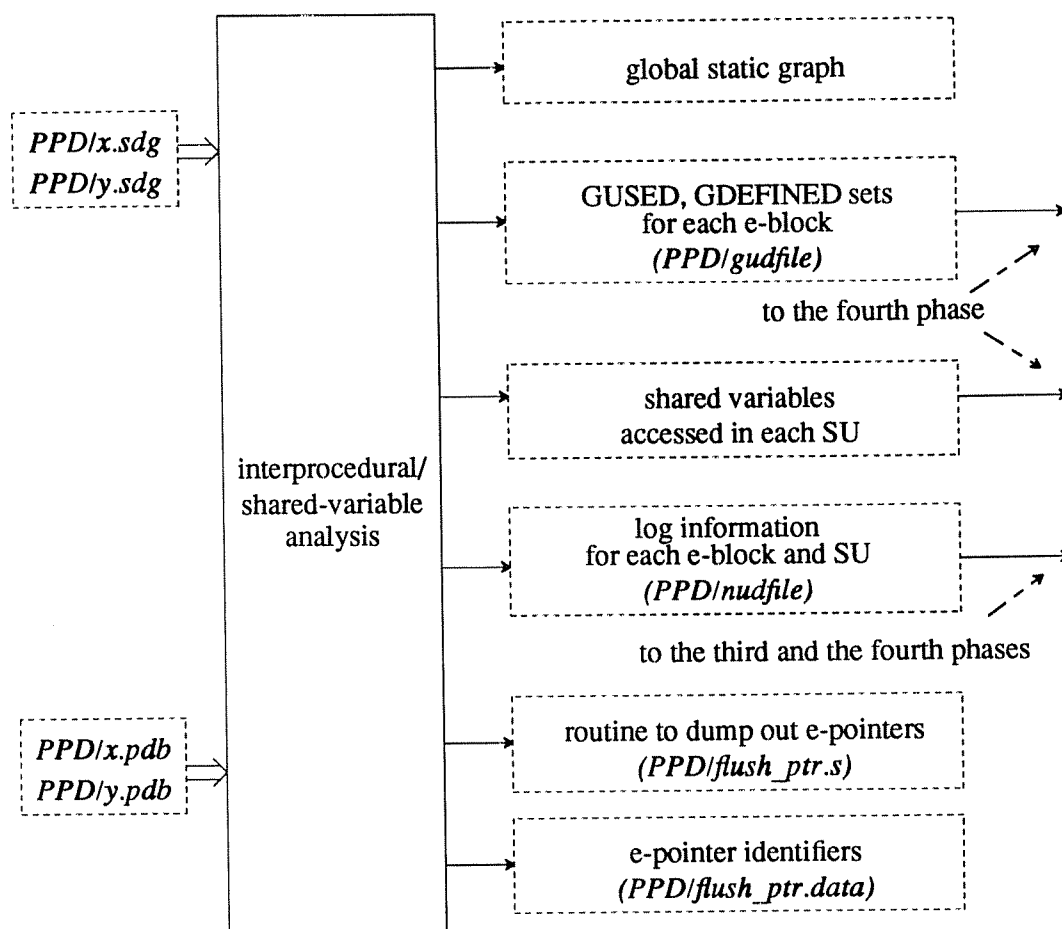 global static graph
PPD/x.sdg
PPD/y.sdg
GUSED, GDEFINED sets
for each e-block
(PPD/gudfile)
to the fourth phase
shared variables
accessed in each SU
interprocedural/
shared-variable
analysis
log information
for each e-block and SU
(PPD/nudfile)
to the third and the fourth phases
PPD/x.pdb
PPD/y.pdb
routine to dump out e-pointers
(PPD/flush_ptr.s)
e-pointer identifiers
(PPD/flush_ptr.data)